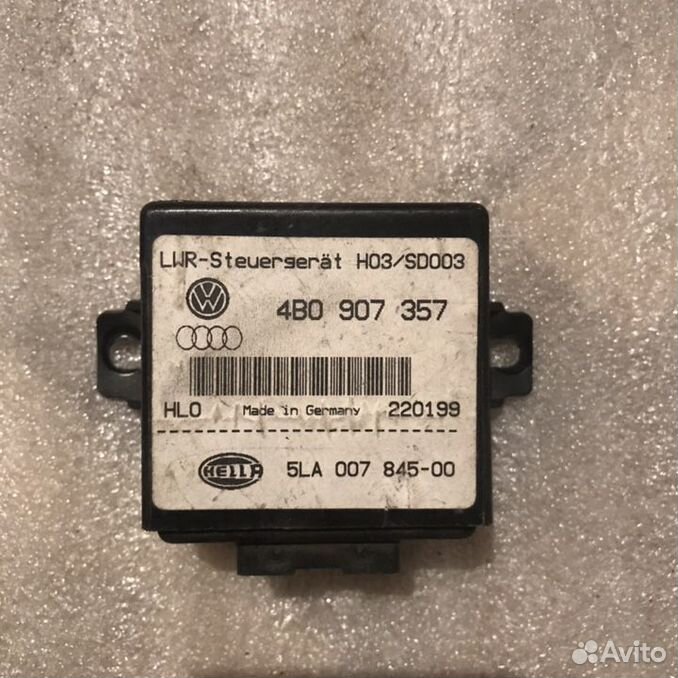 LWR-Steuergerät H03/SD003
4B0 907 357
HLO Made in Germany 220199
HELLA 5LA 007 845-00
Avito